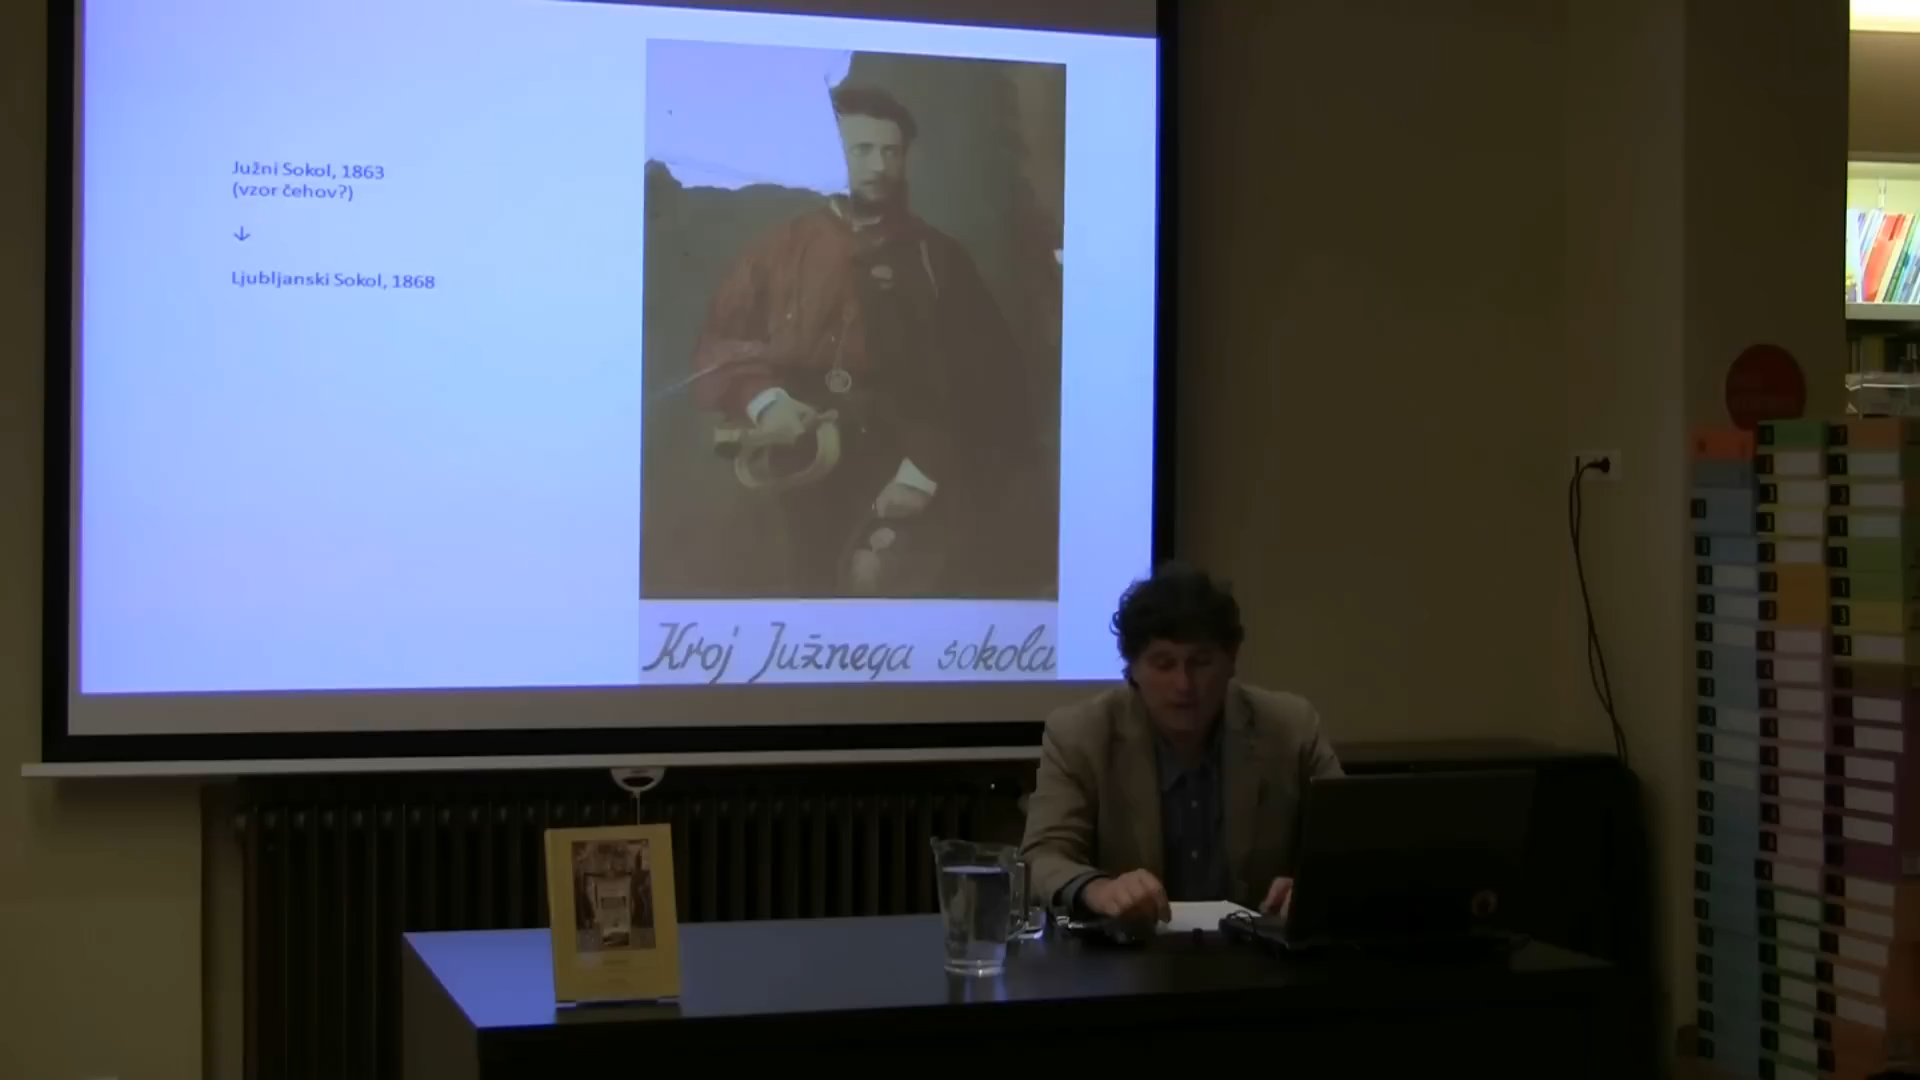 Južni Sokol, 1863
(vzor čehov?)
↓
Ljubljanski Sokol, 1868
Kroj Južnega sokola